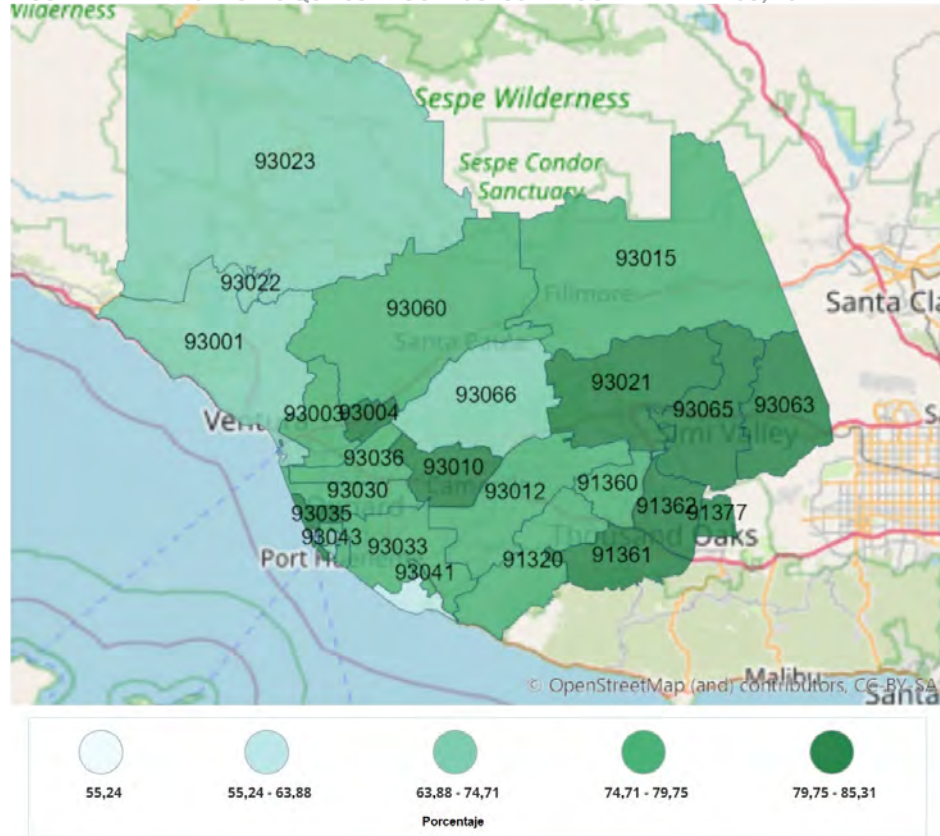 wilderness
Sespe Wilderness
93023
Sespe Condor
Sanctuary
93015
93022
Fillmore
Santa Cla
93060
93001
Santa Paula
93021
93066
93063
93003
93004
93065
Simi Valley
93036
93010
91360
93030
93012
91362
91377
93035
93043
93033
Thousand Oaks
91320
91361
Port Huenem
93041
Malibu
© OpenStreetMap (and) contributors, CC-BY-SA
Santa
55,24
55,24 - 63,88
63,88 - 74,71
74,71 - 79,75
79,75 - 85,31
Porcentaje